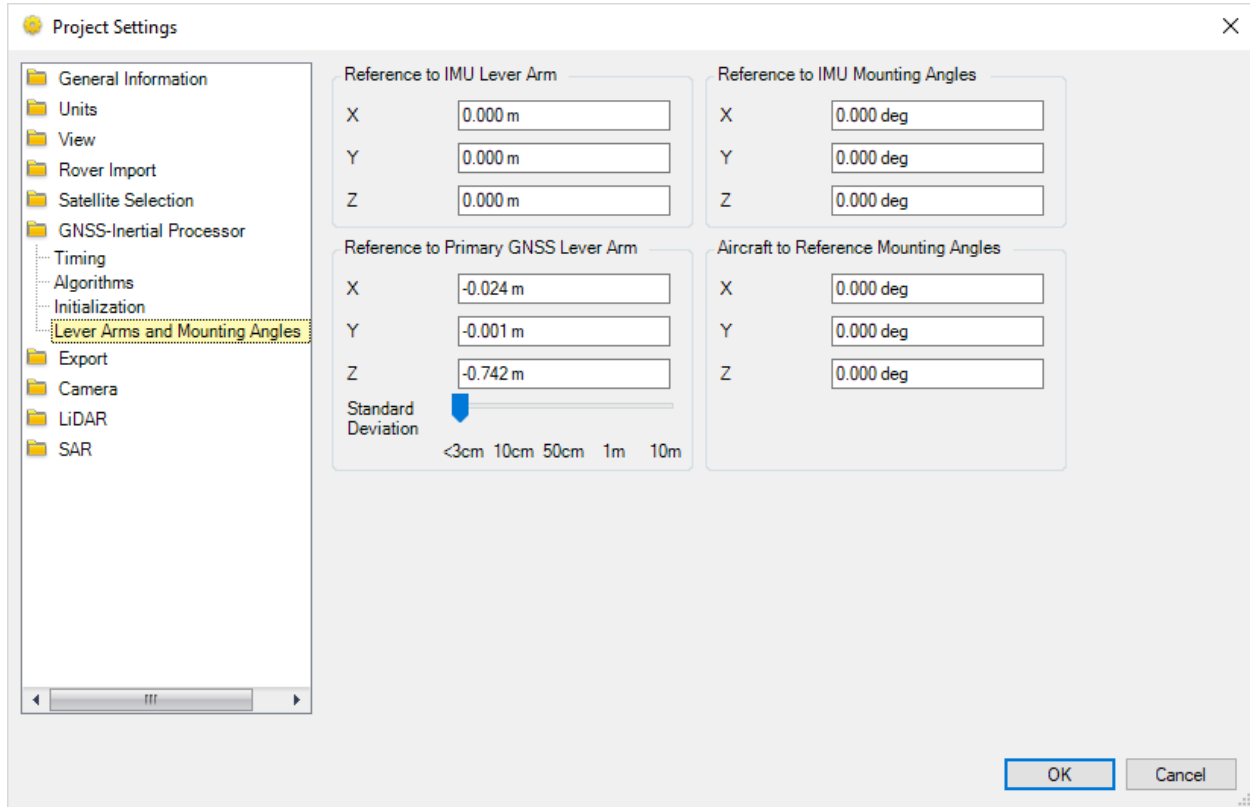 Project Settings
General Information
Units
View
Rover Import
Satellite Selection
GNSS-Inertial Processor
Timing
Algorithms
Initialization
Lever Arms and Mounting Angles
Export
Camera
LiDAR
SAR
Reference to IMU Lever Arm
X 0.000 m
Y 0.000 m
Z 0.000 m
Reference to IMU Mounting Angles
X 0.000 deg
Y 0.000 deg
Z 0.000 deg
Reference to Primary GNSS Lever Arm
X -0.024 m
Y -0.001 m
Z -0.742 m
Standard
Deviation
<3cm 10cm 50cm 1m 10m
Aircraft to Reference Mounting Angles
X 0.000 deg
Y 0.000 deg
Z 0.000 deg
OK Cancel